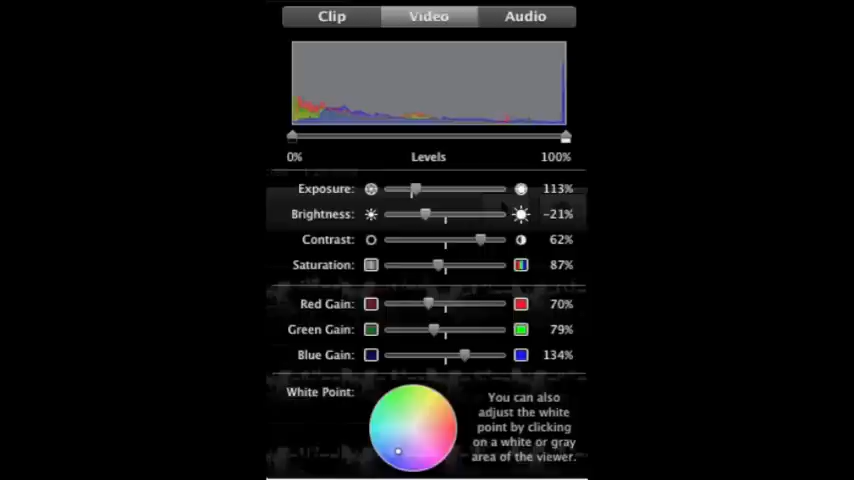 Clip Video Audio
0% Levels 100%
Exposure: 113%
Brightness: -21%
Contrast: 62%
Saturation: 87%
Red Gain: 70%
Green Gain: 79%
Blue Gain: 134%
White Point:
You can also
adjust the white
point by clicking
on a white or gray
area of the viewer.